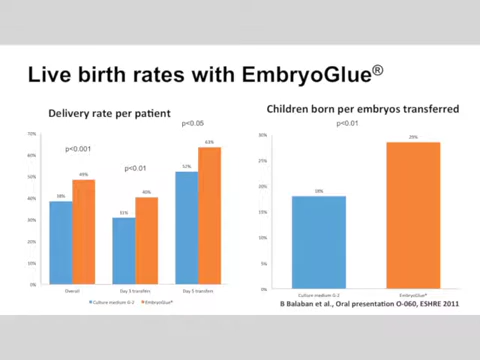 Live birth rates with EmbryoGlue®
Delivery rate per patient
Children born per embryos transferred
p<0.001
p<0.01
p<0.05
70%
60%
50%
40%
30%
20%
10%
0%
38%
49%
31%
40%
52%
63%
Overall
Day 3 transfers
Day 5 transfers
Culture medium G-2
EmbryoGlue®
p<0.01
30%
25%
20%
15%
10%
5%
0%
18%
29%
Culture medium G-2
EmbryoGlue®
B Balaban et al., Oral presentation O-060, ESHRE 2011